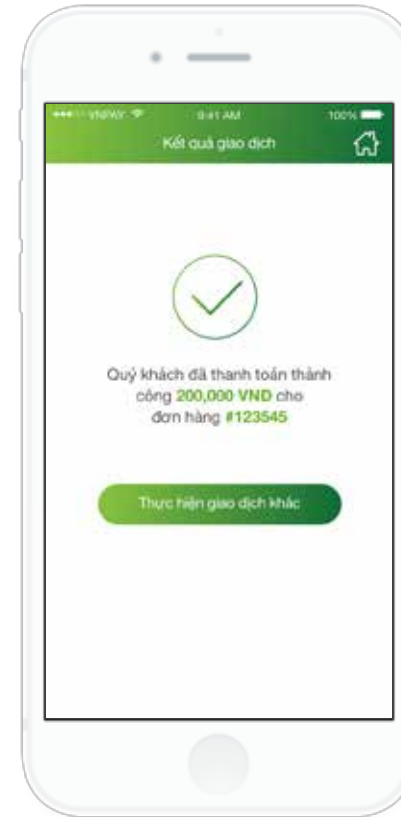 9:41 AM 100%
Kết quả giao dịch
Quý khách đã thanh toán thành
công 200,000 VND cho
đơn hàng #123545
Thực hiện giao dịch khác